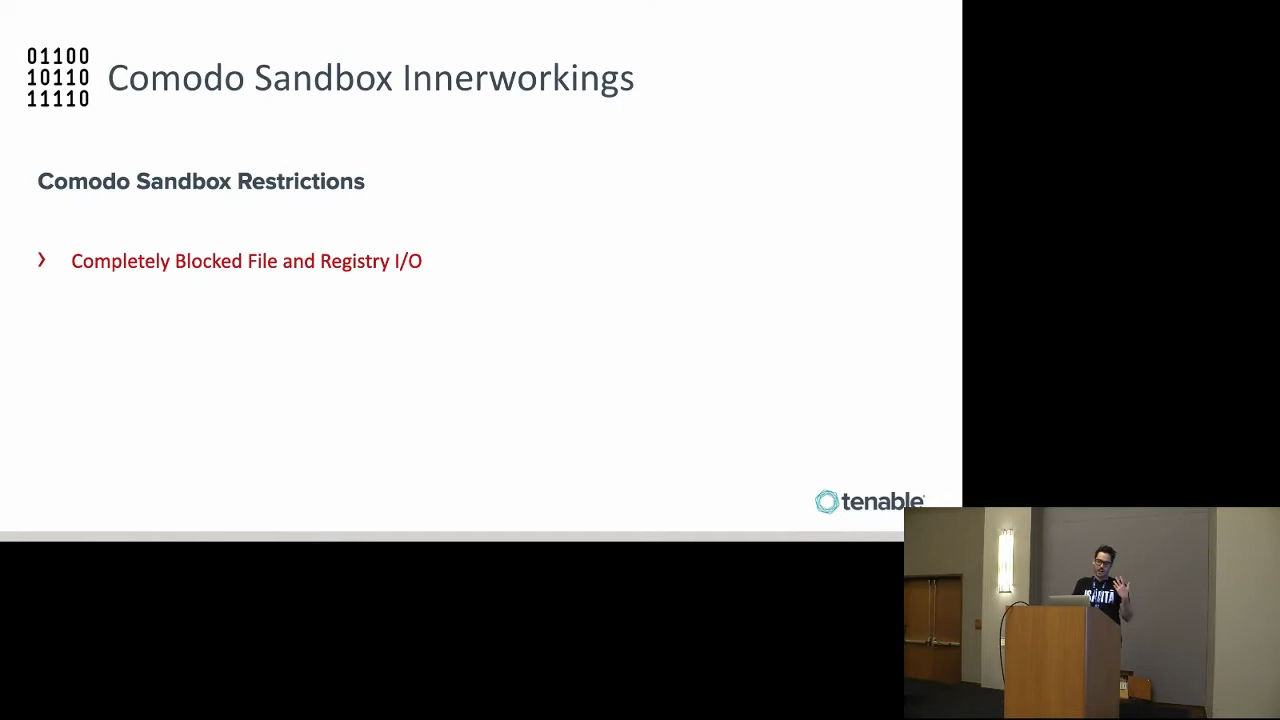 01100
10110
11110
Comodo Sandbox Innerworkings
Comodo Sandbox Restrictions
› Completely Blocked File and Registry I/O
tenable